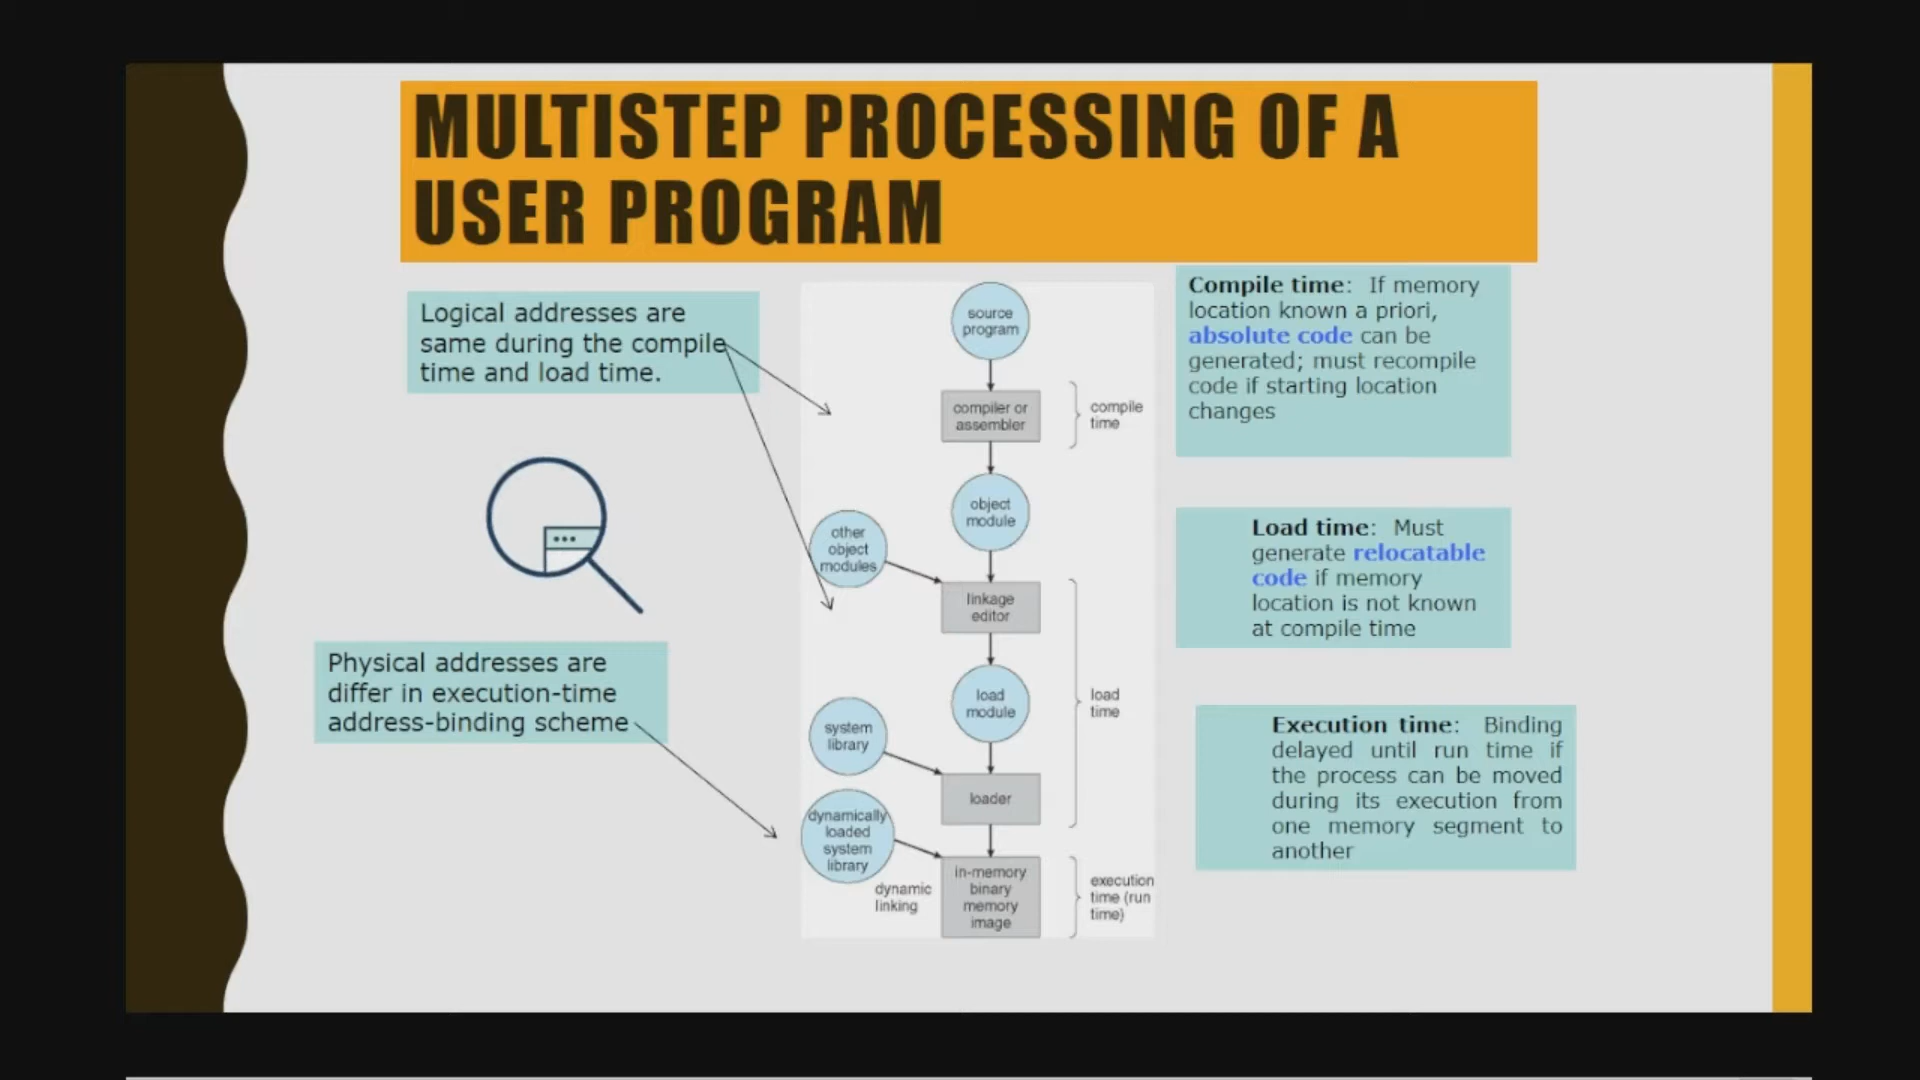 MULTISTEP PROCESSING OF A
USER PROGRAM
Logical addresses are
same during the compile
time and load time.
Physical addresses are
differ in execution-time
address-binding scheme
source
program
compiler or
assembler
compile
time
object
module
other
object
modules
linkage
editor
load
module
load
time
system
library
loader
dynamically
loaded
system
library
dynamic
linking
in-memory
binary
memory
image
execution
time (run
time)
Compile time: If memory
location known a priori,
absolute code can be
generated; must recompile
code if starting location
changes
Load time: Must
generate relocatable
code if memory
location is not known
at compile time
Execution time: Binding
delayed until run time if
the process can be moved
during its execution from
one memory segment to
another